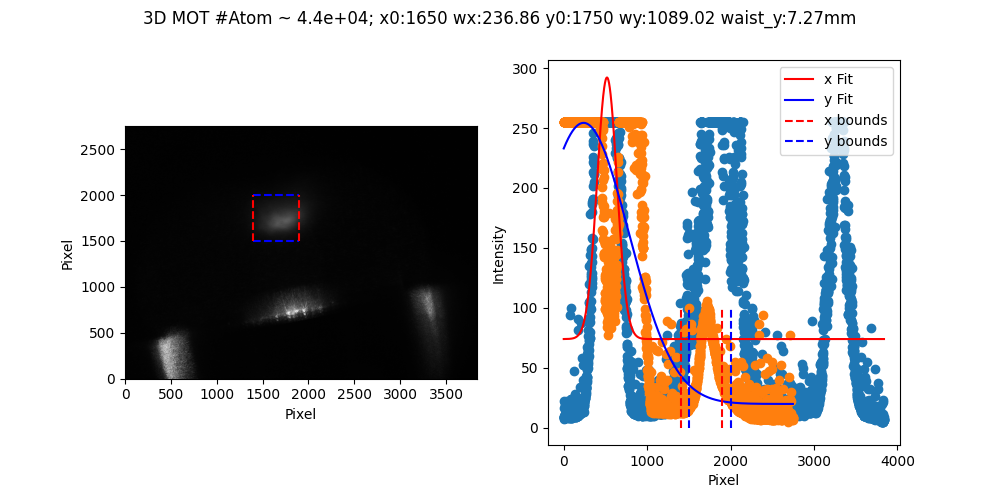 3D MOT #Atom ~ 4.4e+04; x0:1650 wx:236.86 y0:1750 wy:1089.02 waist_y:7.27mm
2500
2000
1500
1000
500
0
0 500 1000 1500 2000 2500 3000 3500
Pixel
Pixel
300
250
200
150
100
50
0
0 1000 2000 3000 4000
Pixel
Intensity
x Fit
y Fit
x bounds
y bounds